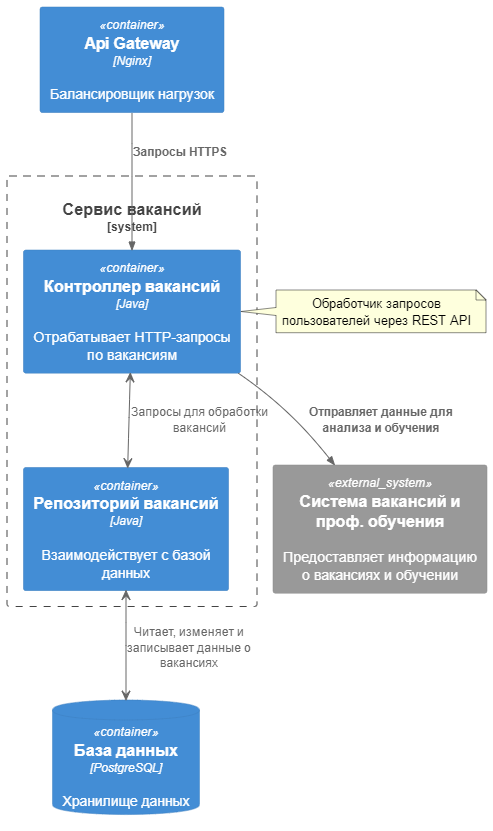 «container»
Api Gateway
[Nginx]
Балансировщик нагрузок
Запросы HTTPS
Сервис вакансий
[system]
«container»
Контроллер вакансий
[Java]
Отрабатывает HTTP-запросы
по вакансиям
Обработчик запросов
пользователей через REST API
Запросы для обработки
вакансий
Отправляет данные для
анализа и обучения
«container»
Репозиторий вакансий
[Java]
Взаимодействует с базой
данных
«external_system»
Система вакансий и
проф. обучения
Предоставляет информацию
о вакансиях и обучении
Читает, изменяет и
записывает данные о
вакансиях
«container»
База данных
[PostgreSQL]
Хранилище данных